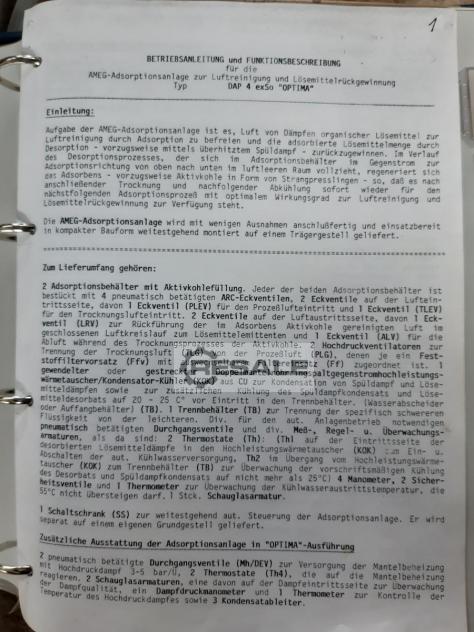 1
BETRIEBSANLEITUNG und FUNKTIONSBESCHREIBUNG
für die
AMEG-Adsorptionsanlage zur Luftreinigung und Lösemittelrückgewinnung
Typ DAP 4 exSo "OPTIMA"
Einleitung:
Aufgabe der AMEG-Adsorptionsanlage ist es, Luft von Dämpfen organischer Lösemittel zur
Luftreinigung durch Adsorption zu befreien und die adsorbierte Lösemittelmenge durch
Desorption - vorzugsweise mittels überhitztem Spüldampf - zurückzugewinnen. Im Verlauf
des Desorptionsprozesses, der sich im Adsorptionsbehälter im Gegenstrom zur
Adsorptionsrichtung von oben nach unten im luftleeren Raum vollzieht, regeneriert sich
das Adsorbens - vorzugsweise Aktivkohle in Form von Strangpresslingen - so, daß es nach
anschließender Trocknung und nachfolgender Abkühlung sofort wieder für den
nächstfolgenden Adsorptionsprozeß mit optimalem Wirkungsgrad zur Luftreinigung und
Lösemittelrückgewinnung zur Verfügung steht.
Die AMEG-Adsorptionsanlage wird mit wenigen Ausnahmen anschlußfertig und einsatzbereit
in kompakter Bauform weitestgehend montiert auf einem Trägergestell geliefert.
Zum Lieferumfang gehören:
2 Adsorptionsbehälter mit Aktivkohlefüllung. Jeder der beiden Adsorptionsbehälter ist
bestückt mit 4 pneumatisch betätigten ARC-Eckventilen, 2 Eckventile auf der Luftein-
trittsseite, davon 1 Eckventil (PLEV) für den Prozeßlufteintritt und 1 Eckventil (TLEV)
für den Trocknungslufteintritt. 2 Eckventile auf der Luftaustrittsseite, davon 1 Eck-
ventil (LRV) zur Rückführung der im Adsorbens Aktivkohle gereinigten Luft im
geschlossenen Luftkreislauf zum Lösemittelemittenten und 1 Eckventil (ALV) für die
Abluft während des Trocknungsprozesses der Aktivkohle. 2 Hochdruckventilatoren zur
Trennung der Trocknungsluft der Prozeßluft (PLG), denen je ein Fest-
stoffiltervorsatz (Ffv) mit (Ff) zugeordnet ist. 1
gewendelter oder gestreck spaltgegenstromhochleistungs-
wärmetauscher/Kondensator-Kühl (KOK) aus CU zur Kondensation von Spüldampf und Löse-
mitteldämpfen sowie zur zusätzlichen Kühlung des Spüldampfkondensats und Löse-
mitteldesorbats auf 20 - 25 C° vor Eintritt in den Trennbehälter. (Wasserabscheider
oder Auffangbehälter) (TB). 1 Trennbehälter (TB) zur Trennung der spezifisch schwereren
Flüssigkeit von der leichteren. Div. für den aut. Anlagenbetrieb notwendigen
pneumatisch betätigten Durchgangsventile und div. Meß-, Regel- u. Überwachungs-
armaturen, als da sind: 2 Thermostate (Th): (Th1 auf der Eintrittsseite der
desorbierten Lösemitteldämpfe in den Hochleistungswärmetauscher (KOK) zum Ein- u.
Abschalten der aut. Kühlwasserversorgung. Th2 im Übergang vom Hochleistungswärme-
tauscher (KOK) zum Trennbehälter (TB) zur Überwachung der vorschriftsmäßigen Kühlung
des Desorbats und Spüldampfkondensats auf nicht mehr als 25°C) 4 Manometer, 2 Sicher-
heitsventile und 1 Thermometer zur Überwachung der Kühlwasseraustrittstemperatur, die
55°C nicht übersteigen darf. 1 Stck. Schauglasarmatur.
1 Schaltschrank (SS) zur weitestgehend aut. Steuerung der Adsorptionsanlage. Er wird
separat auf einem eigenen Grundgestell geliefert.
Zusätzliche Ausstattung der Adsorptionsanlage in "OPTIMA"-Ausführung
2 pneumatisch betätigte Durchgangsventile (Mh/DEV) zur Versorgung der Mantelbeheizung
mit Hochdruckdampf 3-5 bar/Ü, 2 Thermostate (Th4), die auf die Mantelbeheizung
reagieren. 2 Schauglasarmaturen, eine davon auf der Dampfeintrittsseite zur Überwachung
der Dampfqualität, ein Dampfdruckmanometer und 1 Thermometer zur Kontrolle der
Temperatur des Hochdruckdampfes sowie 3 Kondensatableiter.
RESALE